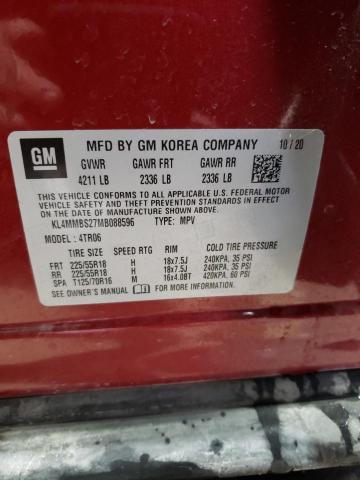 GM
MFD BY GM KOREA COMPANY 10/20
GVWR GAWR FRT GAWR RR
4211 LB 2336 LB 2336 LB
THIS VEHICLE CONFORMS TO ALL APPLICABLE U.S. FEDERAL MOTOR
VEHICLE SAFETY AND THEFT PREVENTION STANDARDS IN EFFECT ON
THE DATE OF MANUFACTURE SHOWN ABOVE.
KL4MMBS27MB088596 TYPE: MPV
MODEL: 4TR06
TIRE SIZE SPEED RTG RIM COLD TIRE PRESSURE
FRT 225/55R18 H 18x7.5J 240KPA, 35 PSI
RR 225/55R18 H 18x7.5J 240KPA, 35 PSI
SPA T125/70R16 M 16x4.0BT 420KPA, 60 PSI
SEE OWNER'S MANUAL FOR MORE INFORMATION.